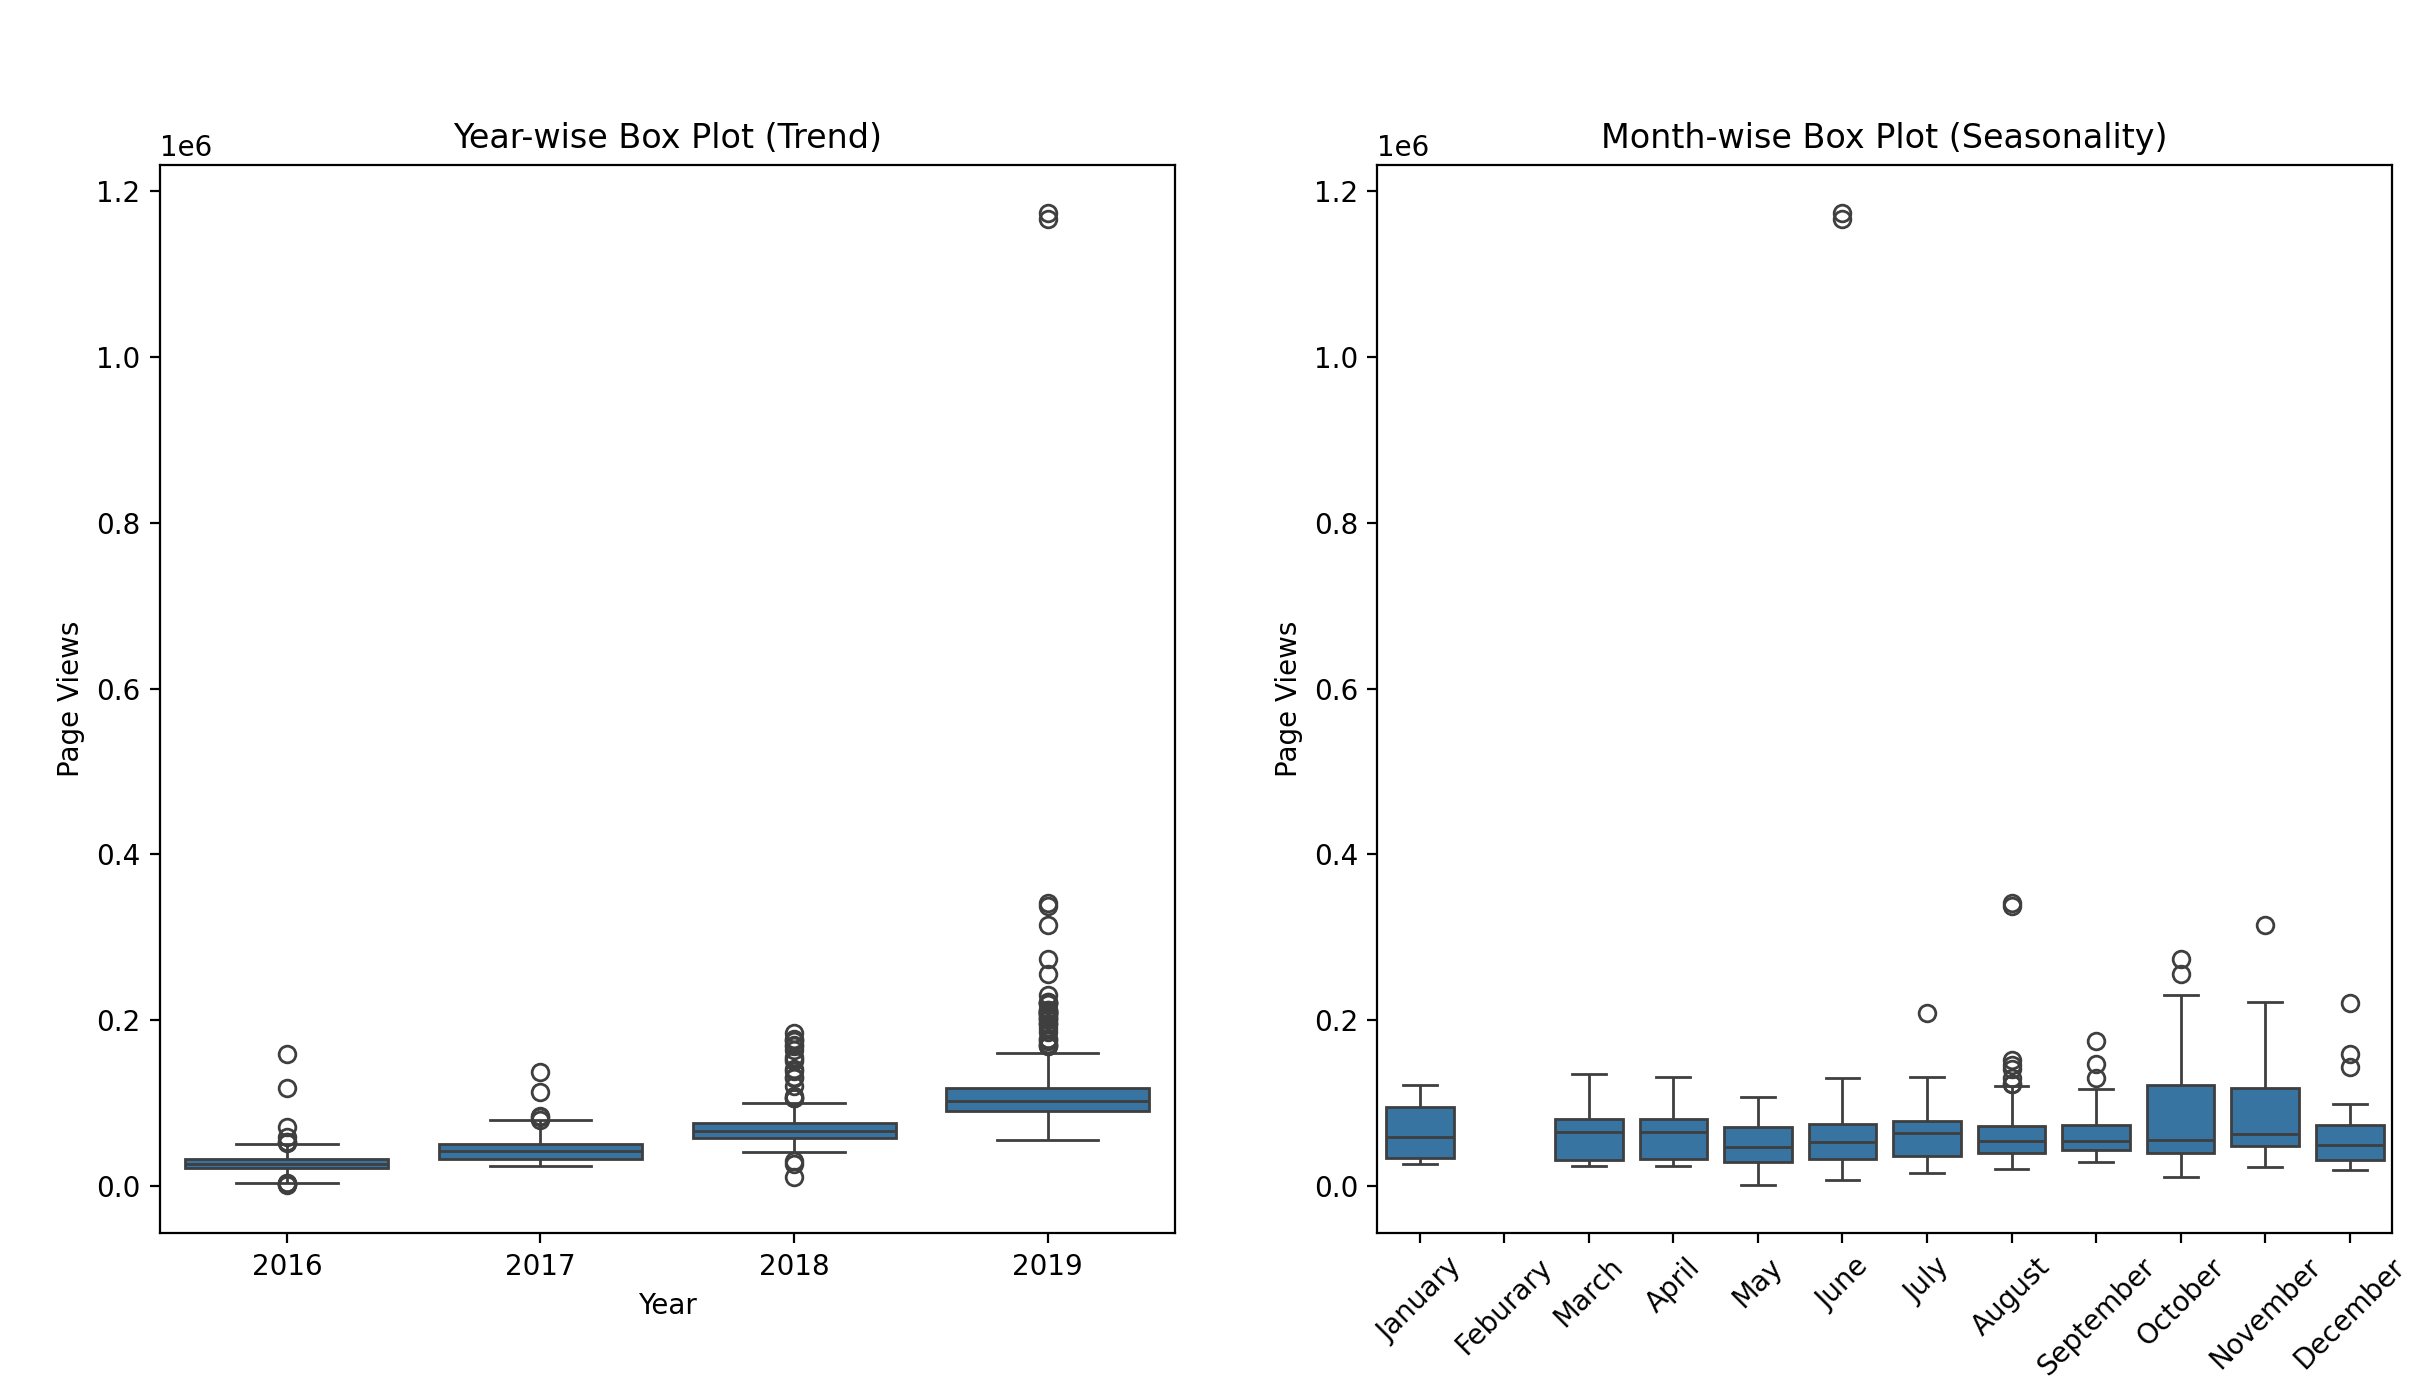 Year-wise Box Plot (Trend)
1e6
1.2
1.0
0.8
0.6
0.4
0.2
0.0
Page Views
2016 2017 2018 2019
Year
Month-wise Box Plot (Seasonality)
1e6
1.2
1.0
0.8
0.6
0.4
0.2
0.0
Page Views
January
Feburary
March
April
May
June
July
August
September
October
November
December